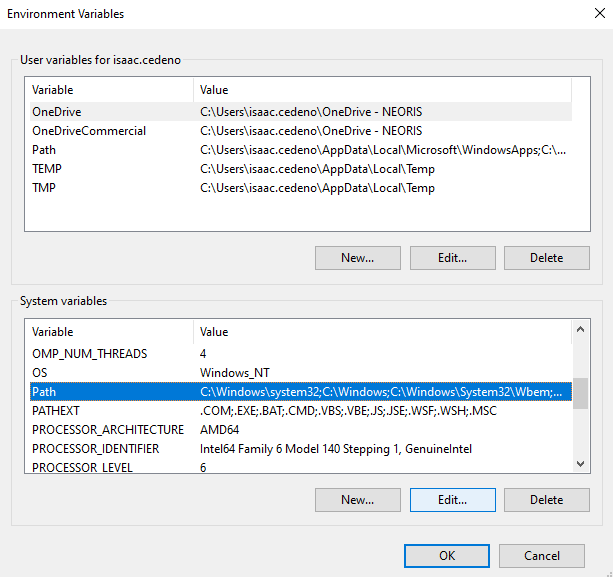 Environment Variables
User variables for isaac.cedeno
Variable Value
OneDrive C:\Users\isaac.cedeno\OneDrive - NEORIS
OneDriveCommercial C:\Users\isaac.cedeno\OneDrive - NEORIS
Path C:\Users\isaac.cedeno\AppData\Local\Microsoft\WindowsApps;C:\...
TEMP C:\Users\isaac.cedeno\AppData\Local\Temp
TMP C:\Users\isaac.cedeno\AppData\Local\Temp
New... Edit... Delete
System variables
Variable Value
OMP_NUM_THREADS 4
OS Windows_NT
Path C:\Windows\system32;C:\Windows;C:\Windows\System32\Wbem;...
PATHEXT .COM;.EXE;.BAT;.CMD;.VBS;.VBE;.JS;.JSE;.WSF;.WSH;.MSC
PROCESSOR_ARCHITECTURE AMD64
PROCESSOR_IDENTIFIER Intel64 Family 6 Model 140 Stepping 1, GenuineIntel
PROCESSOR_LEVEL 6
New... Edit... Delete
OK Cancel